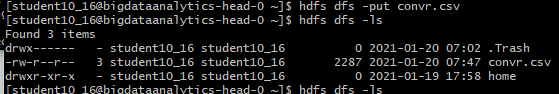 [student10_16@bigdataanalytics-head-0 ~]$ hdfs dfs -put convr.csv
[student10_16@bigdataanalytics-head-0 ~]$ hdfs dfs -ls
Found 3 items
drwx------   - student10_16 student10_16          0 2021-01-20 07:02 .Trash
-rw-r--r--   3 student10_16 student10_16       2287 2021-01-20 07:47 convr.csv
drwxr-xr-x   - student10_16 student10_16          0 2021-01-19 17:58 home
[student10_16@bigdataanalytics-head-0 ~]$ hdfs dfs -ls